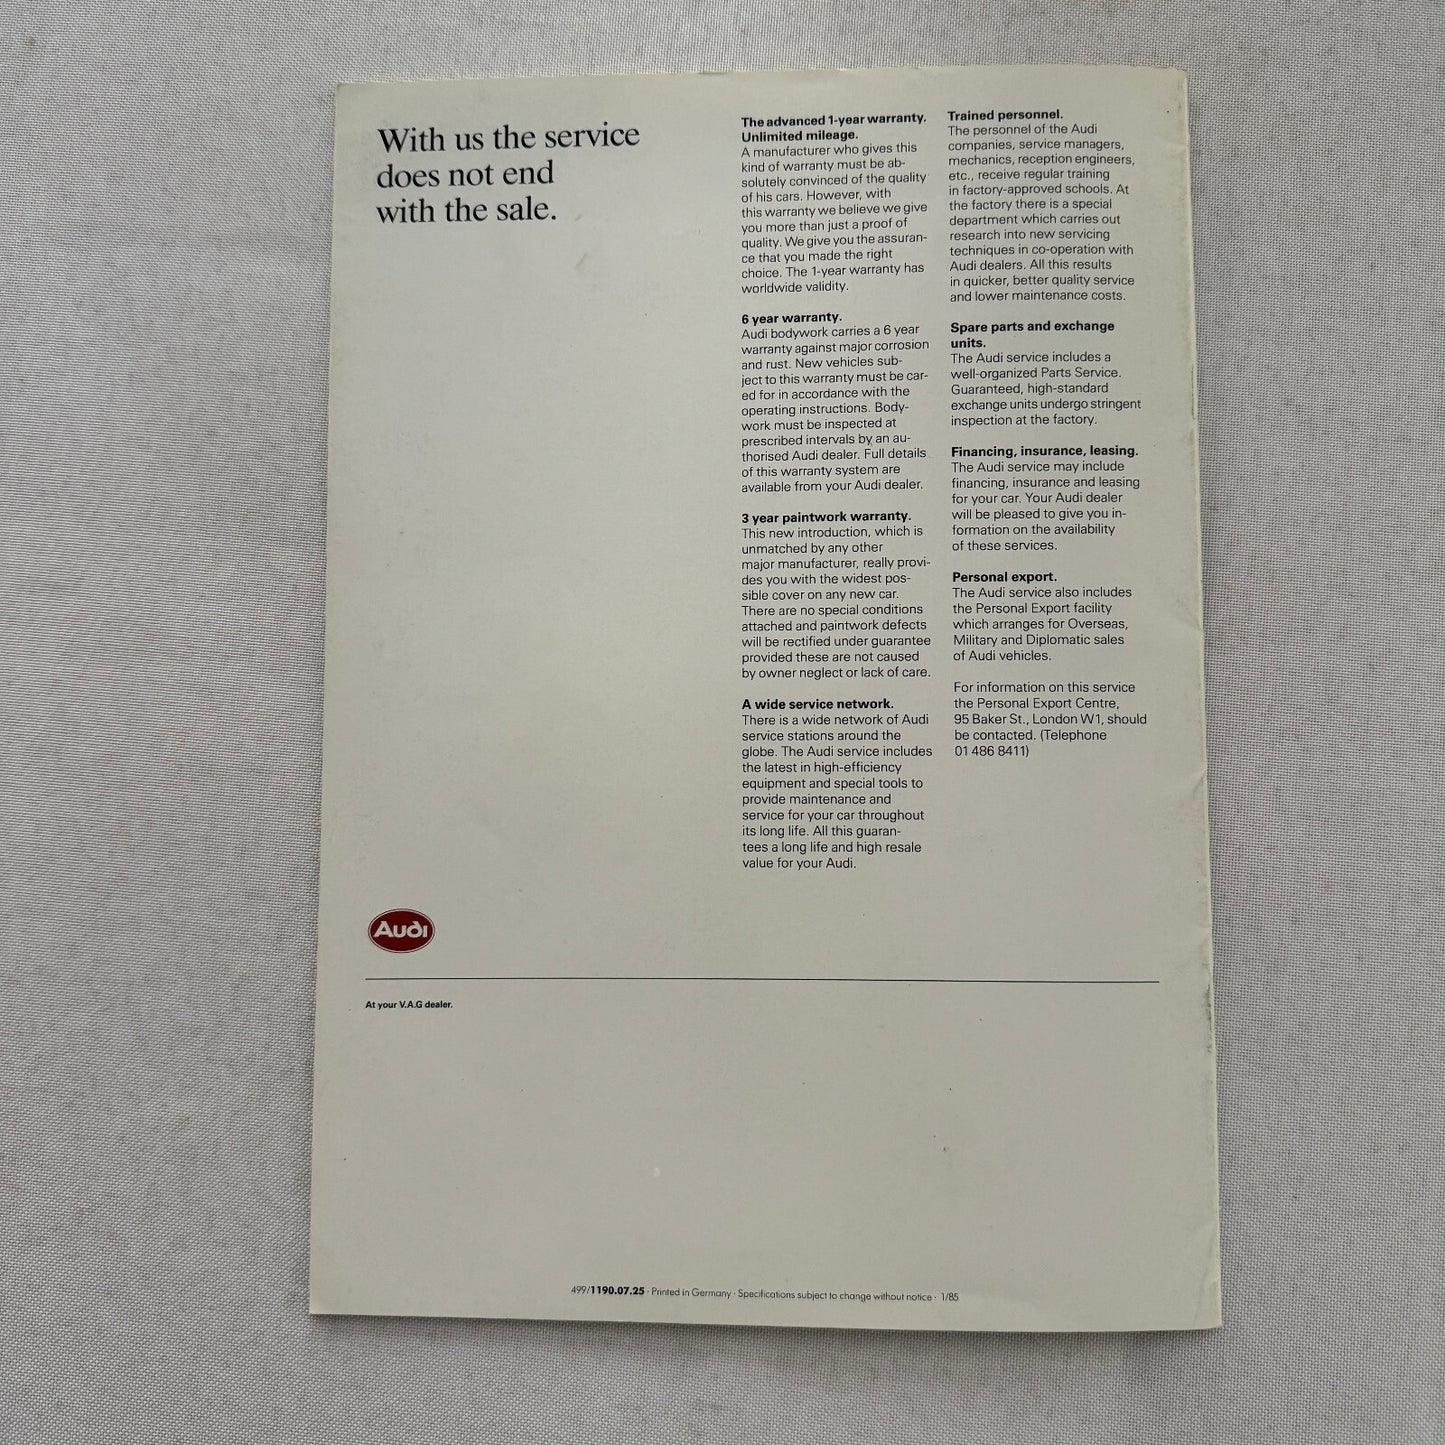 With us the service
does not end
with the sale.
The advanced 1-year warranty.
Unlimited mileage.
A manufacturer who gives this
kind of warranty must be ab-
solutely convinced of the quality
of his cars. However, with
this warranty we believe we give
you more than just a proof of
quality. We give you the assuran-
ce that you made the right
choice. The 1-year warranty has
worldwide validity.
6 year warranty.
Audi bodywork carries a 6 year
warranty against major corrosion
and rust. New vehicles sub-
ject to this warranty must be car-
ed for in accordance with the
operating instructions. Body-
work must be inspected at
prescribed intervals by an au-
thorised Audi dealer. Full details
of this warranty system are
available from your Audi dealer.
3 year paintwork warranty.
This new introduction, which is
unmatched by any other
major manufacturer, really provi-
des you with the widest pos-
sible cover on any new car.
There are no special conditions
attached and paintwork defects
will be rectified under guarantee
provided these are not caused
by owner neglect or lack of care.
A wide service network.
There is a wide network of Audi
service stations around the
globe. The Audi service includes
the latest in high-efficiency
equipment and special tools to
provide maintenance and
service for your car throughout
its long life. All this guaran-
tees a long life and high resale
value for your Audi.
Trained personnel.
The personnel of the Audi
companies, service managers,
mechanics, reception engineers,
etc., receive regular training
in factory-approved schools. At
the factory there is a special
department which carries out
research into new servicing
techniques in co-operation with
Audi dealers. All this results
in quicker, better quality service
and lower maintenance costs.
Spare parts and exchange
units.
The Audi service includes a
well-organized Parts Service.
Guaranteed, high-standard
exchange units undergo stringent
inspection at the factory.
Financing, insurance, leasing.
The Audi service may include
financing, insurance and leasing
for your car. Your Audi dealer
will be pleased to give you in-
formation on the availability
of these services.
Personal export.
The Audi service also includes
the Personal Export facility
which arranges for Overseas,
Military and Diplomatic sales
of Audi vehicles.
For information on this service
the Personal Export Centre,
95 Baker St., London W1, should
be contacted. (Telephone
01 486 8411)
Audi
At your V.A.G dealer.
499/1190.07.25 · Printed in Germany · Specifications subject to change without notice · 1/85